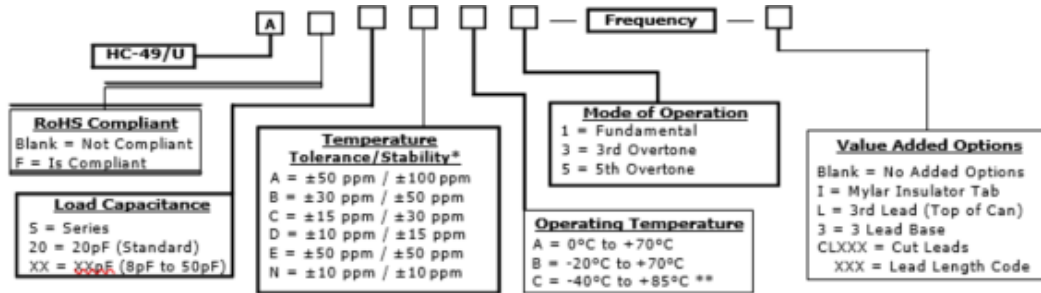 A
Frequency
HC-49/U
RoHS Compliant
Blank = Not Compliant
F = Is Compliant
Load Capacitance
S = Series
20 = 20pF (Standard)
XX = XXpF (8pF to 50pF)
Temperature
Tolerance/Stability*
A = ±50 ppm / ±100 ppm
B = ±30 ppm / ±50 ppm
C = ±15 ppm / ±30 ppm
D = ±10 ppm / ±15 ppm
E = ±50 ppm / ±50 ppm
N = ±10 ppm / ±10 ppm
Mode of Operation
1 = Fundamental
3 = 3rd Overtone
5 = 5th Overtone
Operating Temperature
A = 0°C to +70°C
B = -20°C to +70°C
C = -40°C to +85°C **
Value Added Options
Blank = No Added Options
I = Mylar Insulator Tab
L = 3rd Lead (Top of Can)
3 = 3 Lead Base
CLXXX = Cut Leads
XXX = Lead Length Code